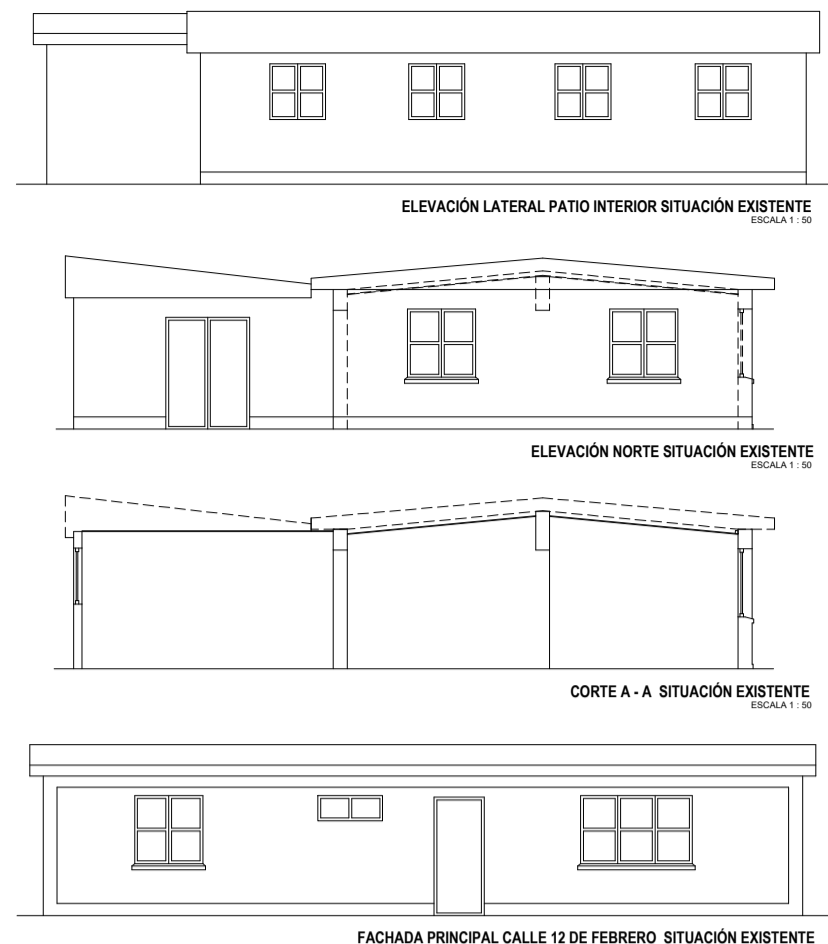 ELEVACIÓN LATERAL PATIO INTERIOR SITUACIÓN EXISTENTE
ESCALA 1 : 50
ELEVACIÓN NORTE SITUACIÓN EXISTENTE
ESCALA 1 : 50
CORTE A - A SITUACIÓN EXISTENTE
ESCALA 1 : 50
FACHADA PRINCIPAL CALLE 12 DE FEBRERO SITUACIÓN EXISTENTE